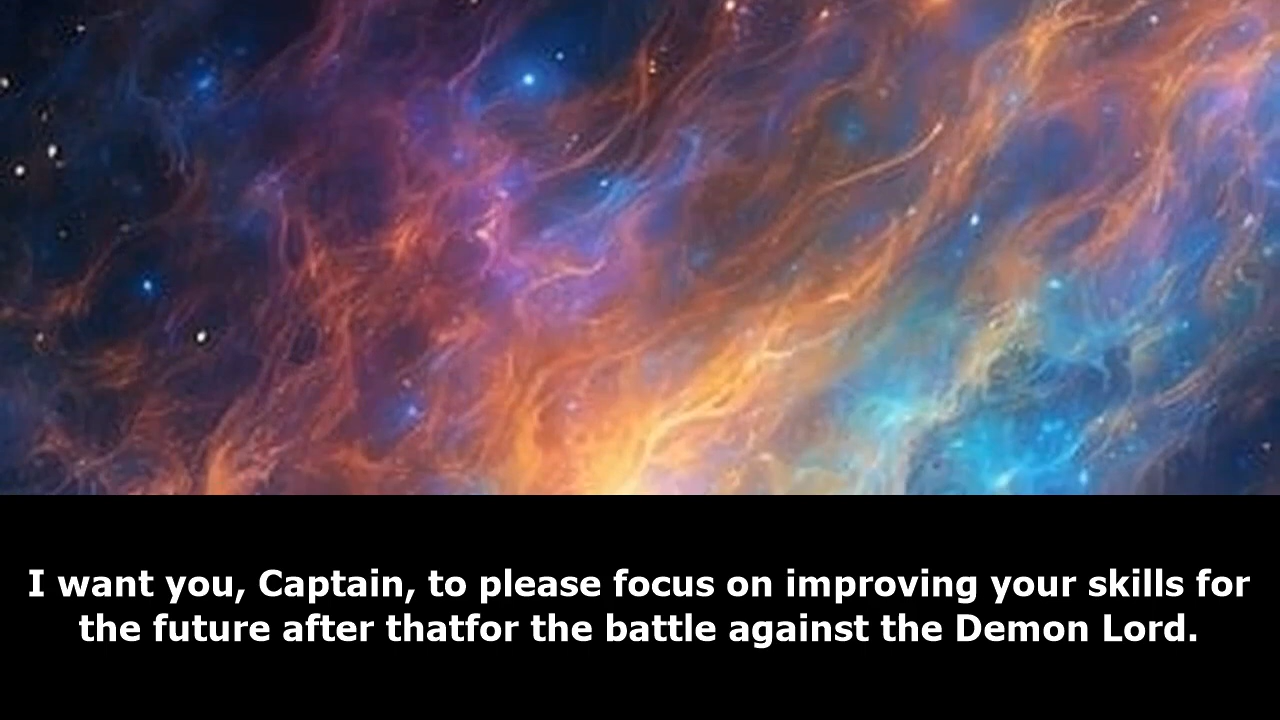 I want you, Captain, to please focus on improving your skills for
the future after thatfor the battle against the Demon Lord.